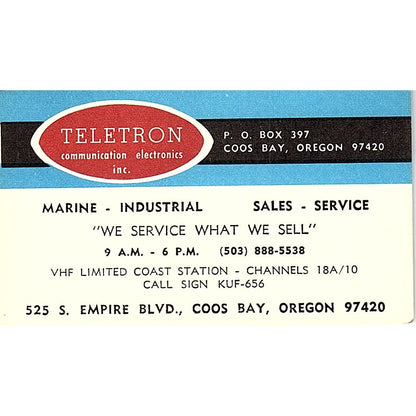 TELETRON
communication electronics
inc.
P. O. BOX 397
COOS BAY, OREGON 97420
MARINE - INDUSTRIAL SALES - SERVICE
"WE SERVICE WHAT WE SELL"
9 A.M. - 6 P.M. (503) 888-5538
VHF LIMITED COAST STATION - CHANNELS 18A/10
CALL SIGN KUF-656
525 S. EMPIRE BLVD., COOS BAY, OREGON 97420